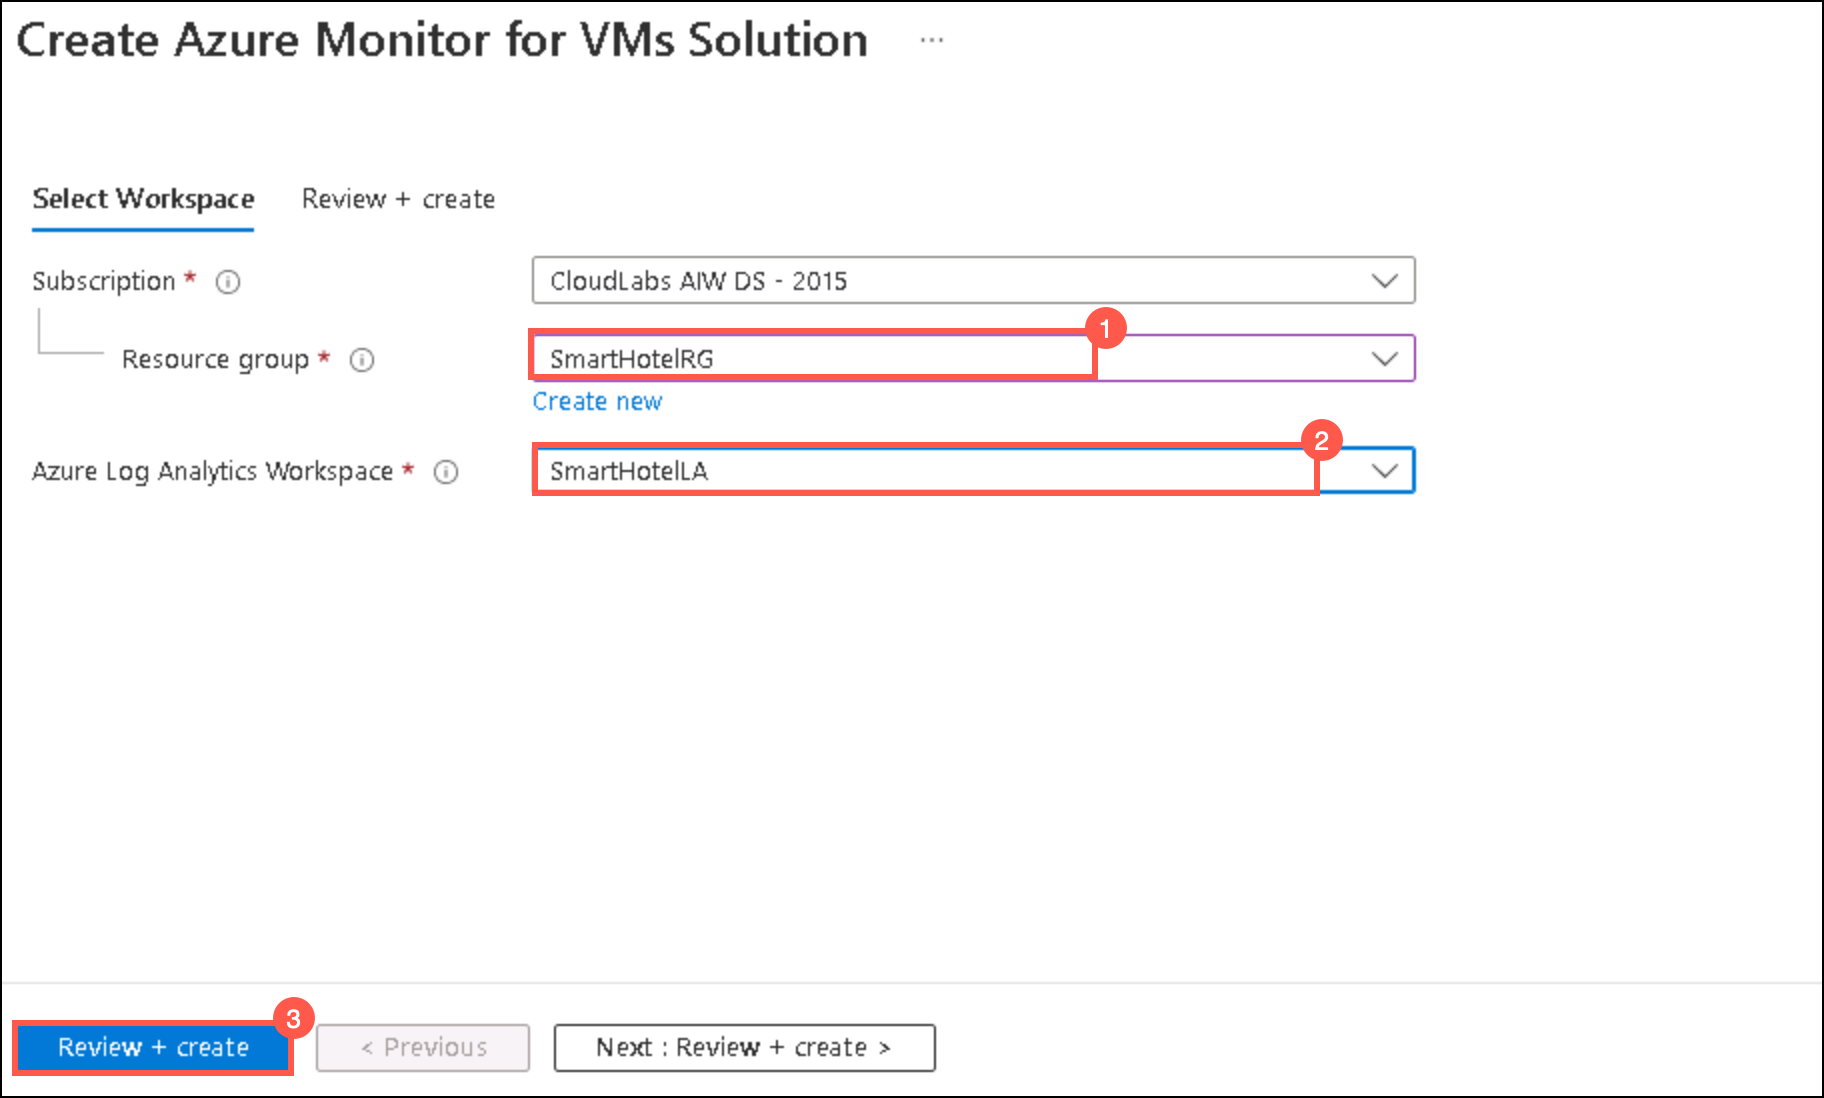 Create Azure Monitor for VMs Solution ...
Select Workspace Review + create
Subscription * CloudLabs AIW DS - 2015
1
Resource group * SmartHotelRG
Create new
2
Azure Log Analytics Workspace * SmartHotelLA
3
Review + create < Previous Next : Review + create >